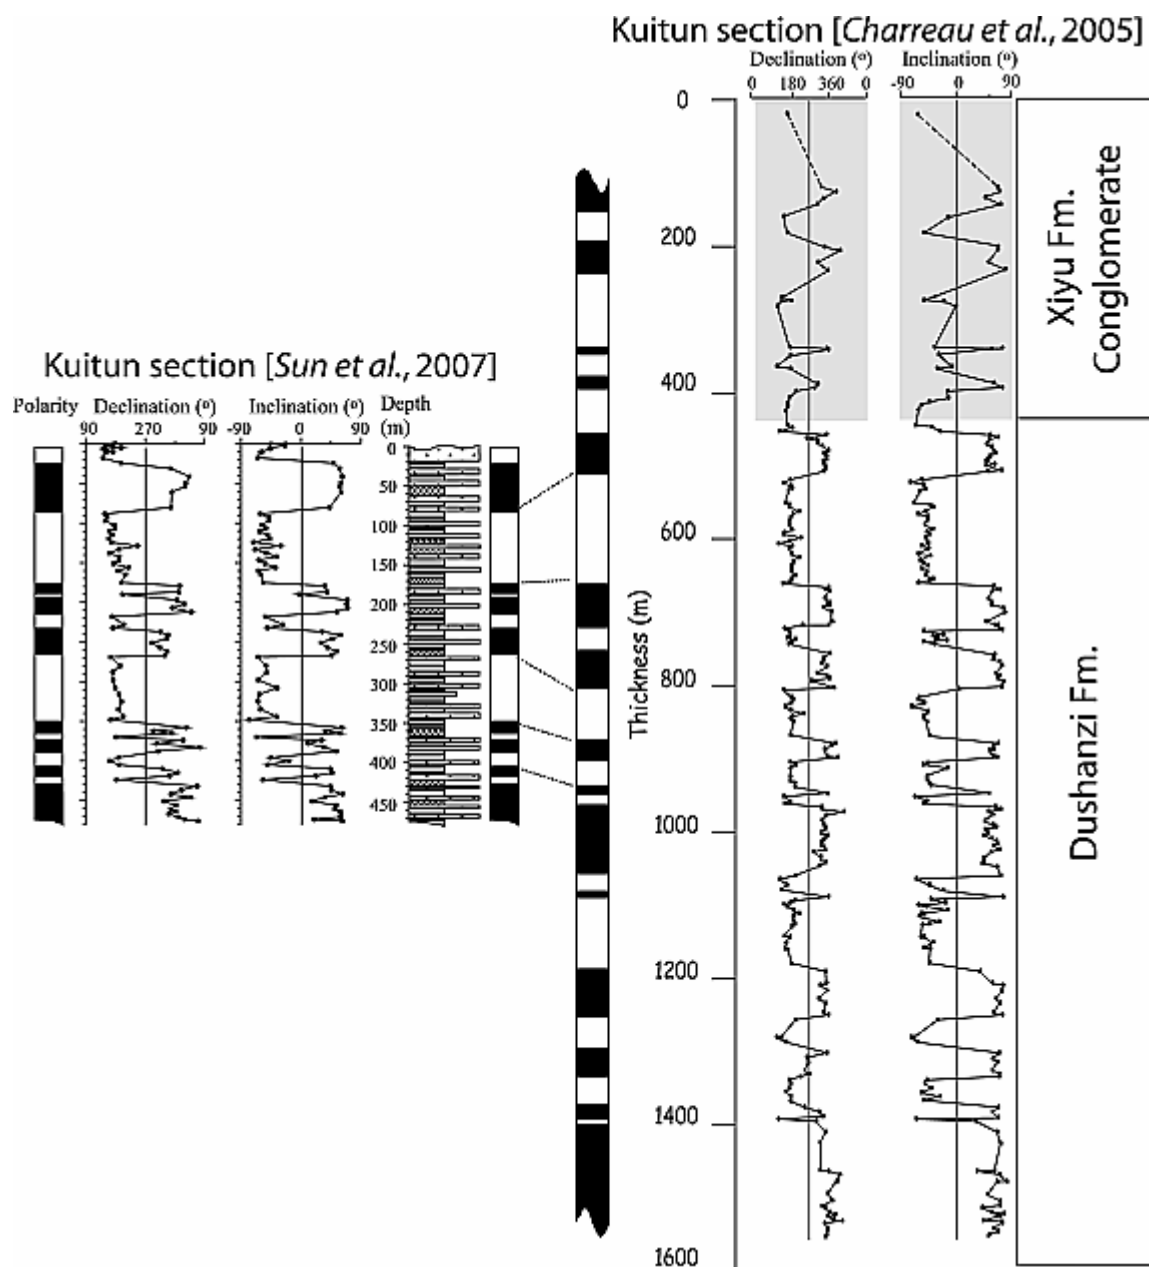 Kuitun section [Charreau et al., 2005]
Declination (º) Inclination (º)
0 180 360 0 -90 0 90
0
200
400
600
800
1000
1200
1400
1600
Thickness (m)
Xiyu Fm.
Conglomerate
Dushanzi Fm.
Kuitun section [Sun et al., 2007]
Polarity Declination (º) Inclination (º) Depth
(m)
90 270 90 -90 0 90
0
50
100
150
200
250
300
350
400
450